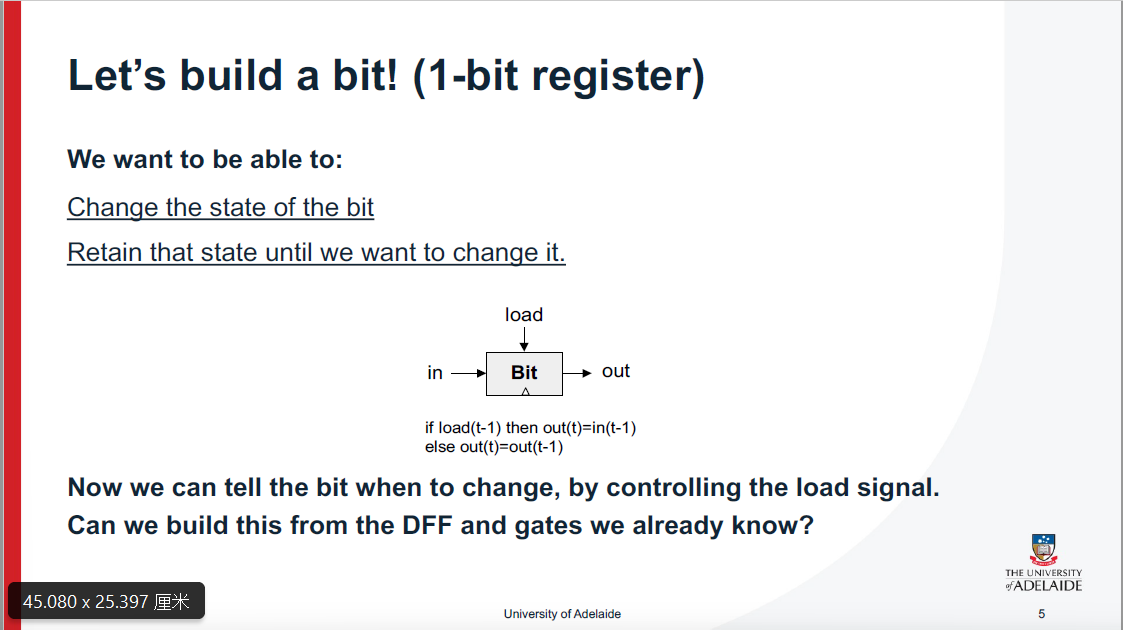 Let’s build a bit! (1-bit register)
We want to be able to:
Change the state of the bit
Retain that state until we want to change it.
load
in
Bit
out
if load(t-1) then out(t)=in(t-1)
else out(t)=out(t-1)
Now we can tell the bit when to change, by controlling the load signal.
Can we build this from the DFF and gates we already know?
THE UNIVERSITY
of ADELAIDE
45.080 x 25.397 厘米
University of Adelaide
5